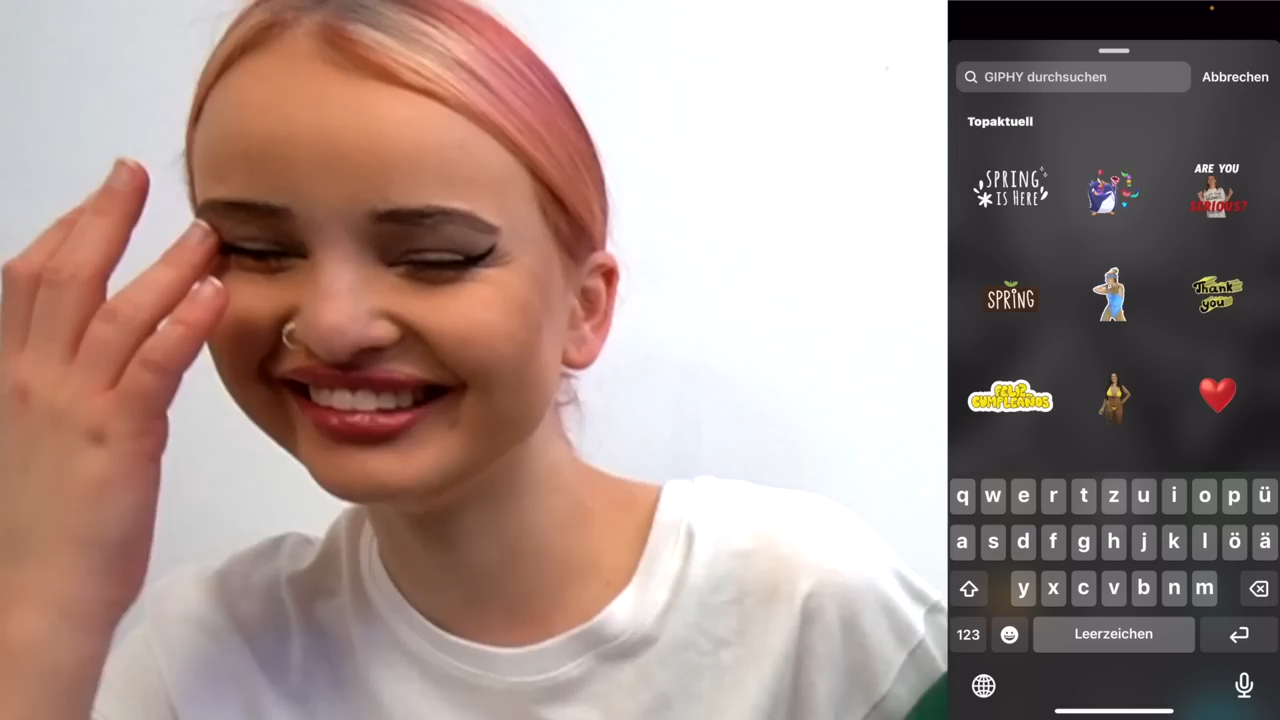 GIPHY durchsuchen
Abbrechen
Topaktuell
SPRING
IS HERE
ARE YOU
SERIOUS?
SPRING
Thank
you
FELIZ
CUMPLEAÑOS
q w e r t z u i o p ü
a s d f g h j k l ö ä
y x c v b n m
123
Leerzeichen